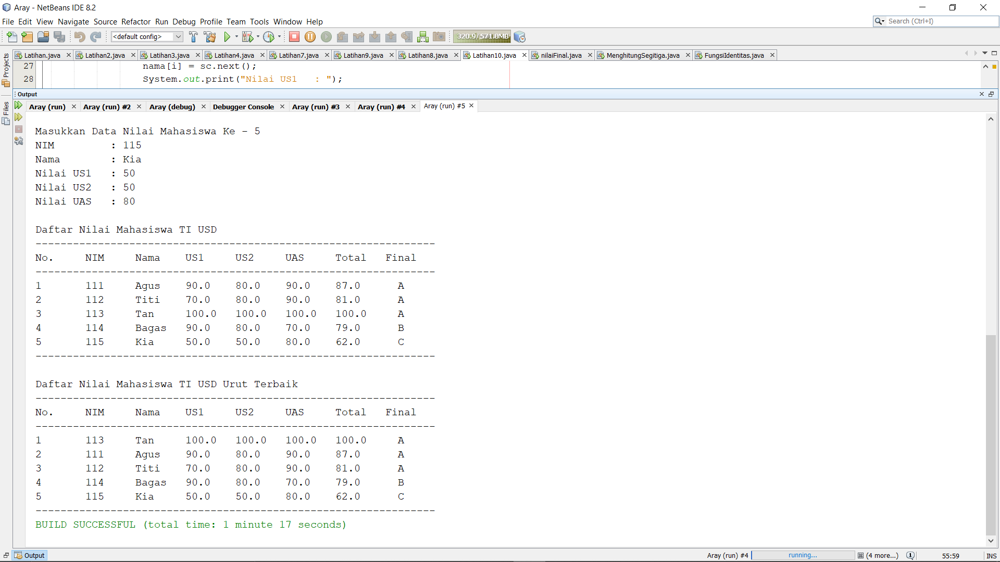 Aray - NetBeans IDE 8.2
File Edit View Navigate Source Refactor Run Debug Profile Team Tools Window Help
Search (Ctrl+I)
<default config>
320.9/571.0MB
Latihan.java Latihan2.java Latihan3.java Latihan4.java Latihan7.java Latihan9.java Latihan8.java Latihan10.java nilaiFinal.java MenghitungSegitiga.java FungsiIdentitas.java
Projects
Files
27 nama[i] = sc.next();
28 System.out.print("Nilai US1   : ");
Output
Aray (run) Aray (run) #2 Aray (debug) Debugger Console Aray (run) #3 Aray (run) #4 Aray (run) #5
Masukkan Data Nilai Mahasiswa Ke - 5
NIM         : 115
Nama        : Kia
Nilai US1   : 50
Nilai US2   : 50
Nilai UAS   : 80
Daftar Nilai Mahasiswa TI USD
----------------------------------------------------------------
No.     NIM     Nama    US1     US2     UAS     Total   Final
----------------------------------------------------------------
1       111     Agus    90.0    80.0    90.0    87.0      A
2       112     Titi    70.0    80.0    90.0    81.0      A
3       113     Tan     100.0   100.0   100.0   100.0     A
4       114     Bagas   90.0    80.0    70.0    79.0      B
5       115     Kia     50.0    50.0    80.0    62.0      C
----------------------------------------------------------------
Daftar Nilai Mahasiswa TI USD Urut Terbaik
----------------------------------------------------------------
No.     NIM     Nama    US1     US2     UAS     Total   Final
----------------------------------------------------------------
1       113     Tan     100.0   100.0   100.0   100.0     A
2       111     Agus    90.0    80.0    90.0    87.0      A
3       112     Titi    70.0    80.0    90.0    81.0      A
4       114     Bagas   90.0    80.0    70.0    79.0      B
5       115     Kia     50.0    50.0    80.0    62.0      C
----------------------------------------------------------------
BUILD SUCCESSFUL (total time: 1 minute 17 seconds)
Output
Aray (run) #4 running... (4 more...) 1 55:59 INS